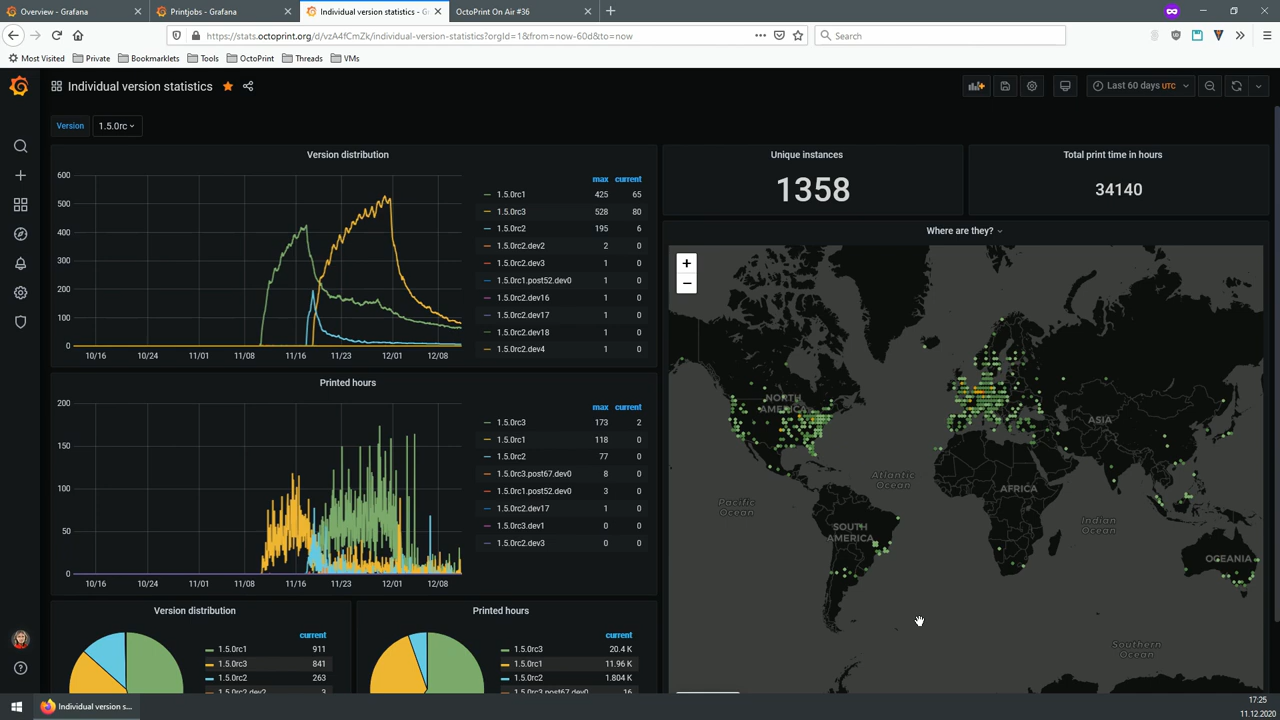 Overview - Grafana
Printjobs - Grafana
Individual version statistics - G
OctoPrint On Air #36
https://stats.octoprint.org/d/vzA4fCmZk/individual-version-statistics?orgId=1&from=now-60d&to=now
Search
Most Visited
Private
Bookmarklets
Tools
OctoPrint
Threads
VMs
Individual version statistics
Last 60 days UTC
Version
1.5.0rc
Version distribution
600
500
400
300
200
100
0
10/16
10/24
11/01
11/08
11/16
11/23
12/01
12/08
max current
1.5.0rc1 425 65
1.5.0rc3 528 80
1.5.0rc2 195 6
1.5.0rc2.dev2 2 0
1.5.0rc2.dev3 1 0
1.5.0rc1.post52.dev0 1 0
1.5.0rc2.dev16 1 0
1.5.0rc2.dev17 1 0
1.5.0rc2.dev18 1 0
1.5.0rc2.dev4 1 0
Unique instances
1358
Total print time in hours
34140
Where are they?
+
−
NORTH
AMERICA
Atlantic
Ocean
Pacific
Ocean
SOUTH
AMERICA
AFRICA
ASIA
Indian
Ocean
OCEANIA
Southern
Ocean
Printed hours
200
150
100
50
0
10/16
10/24
11/01
11/08
11/16
11/23
12/01
12/08
max current
1.5.0rc3 173 2
1.5.0rc1 118 0
1.5.0rc2 77 0
1.5.0rc3.post67.dev0 8 0
1.5.0rc1.post52.dev0 3 0
1.5.0rc2.dev17 1 0
1.5.0rc3.dev1 0 0
1.5.0rc2.dev3 0 0
Version distribution
current
1.5.0rc1 911
1.5.0rc3 841
1.5.0rc2 263
1.5.0rc2.dev2 3
Printed hours
current
1.5.0rc3 20.4 K
1.5.0rc1 11.96 K
1.5.0rc2 1.804 K
1.5.0rc3.post67.dev0 16
Individual version s...
17:25
11.12.2020